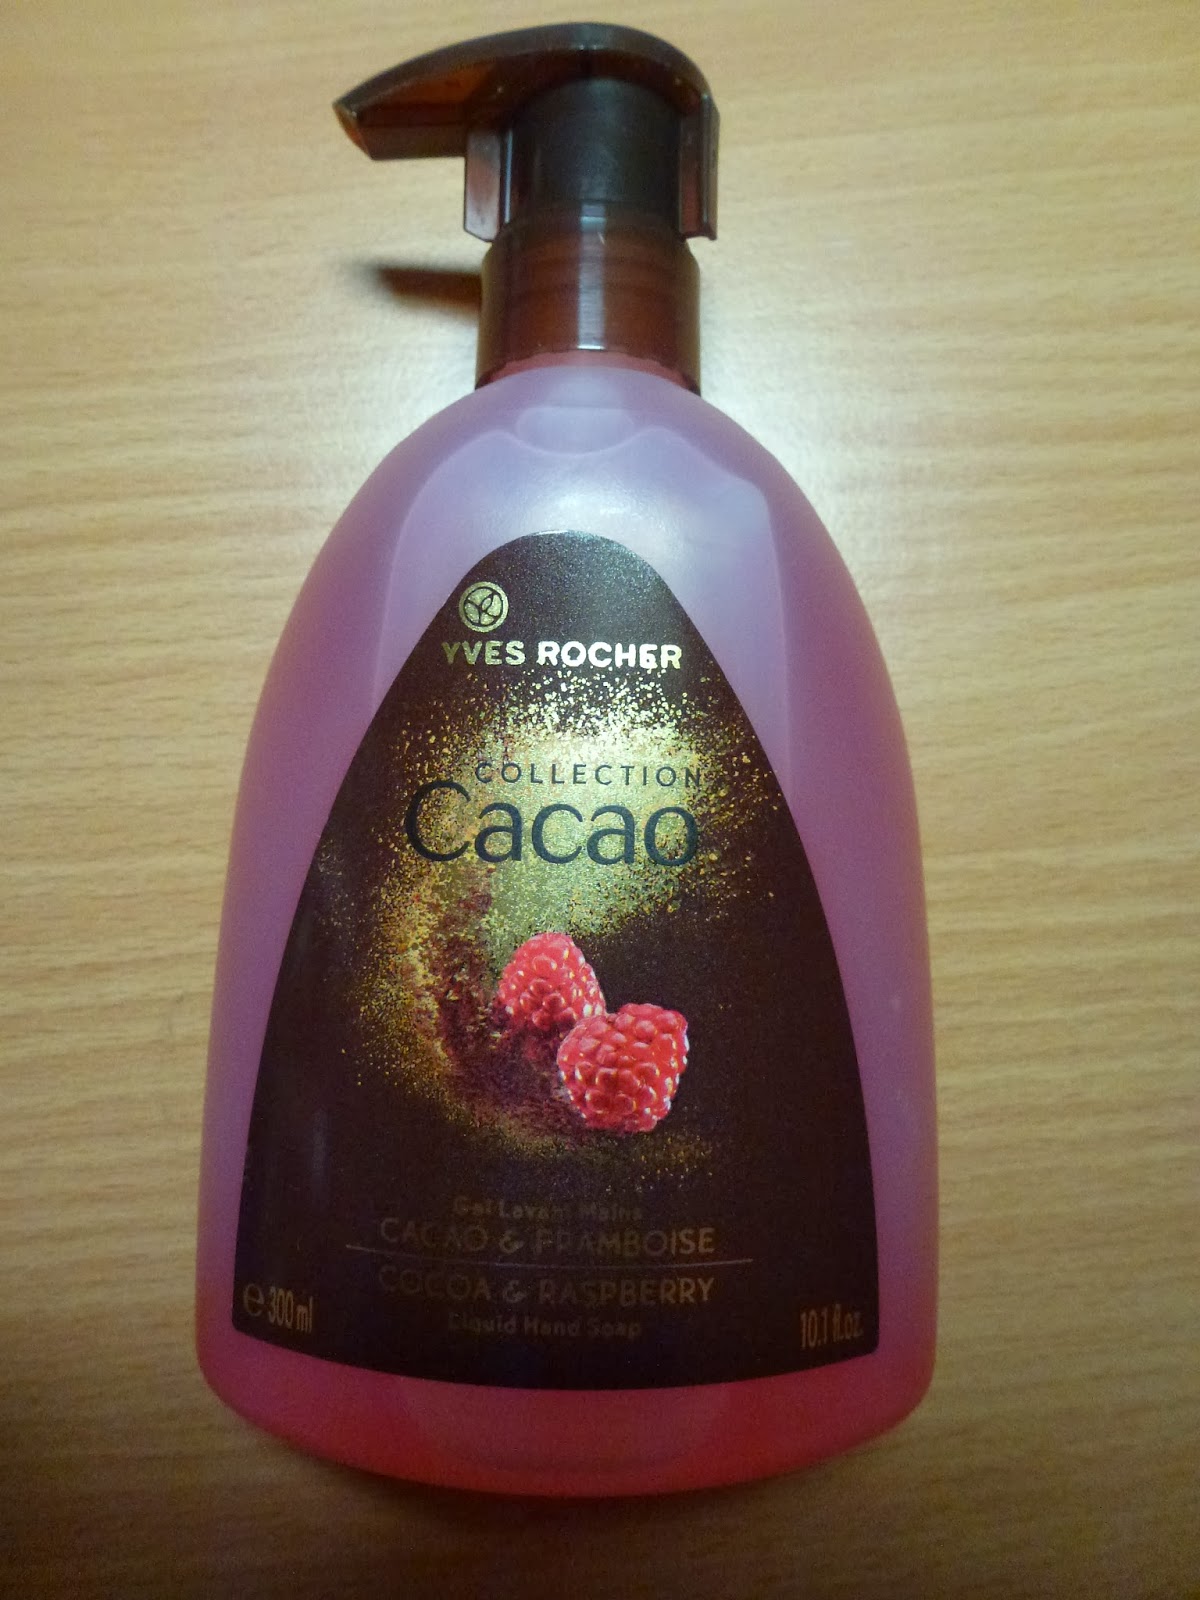 YVES ROCHER
COLLECTION
Cacao
Gel Lavant Mains
CACAO & FRAMBOISE
COCOA & RASPBERRY
Liquid Hand Soap
e 300 ml
10.1 fl.oz.